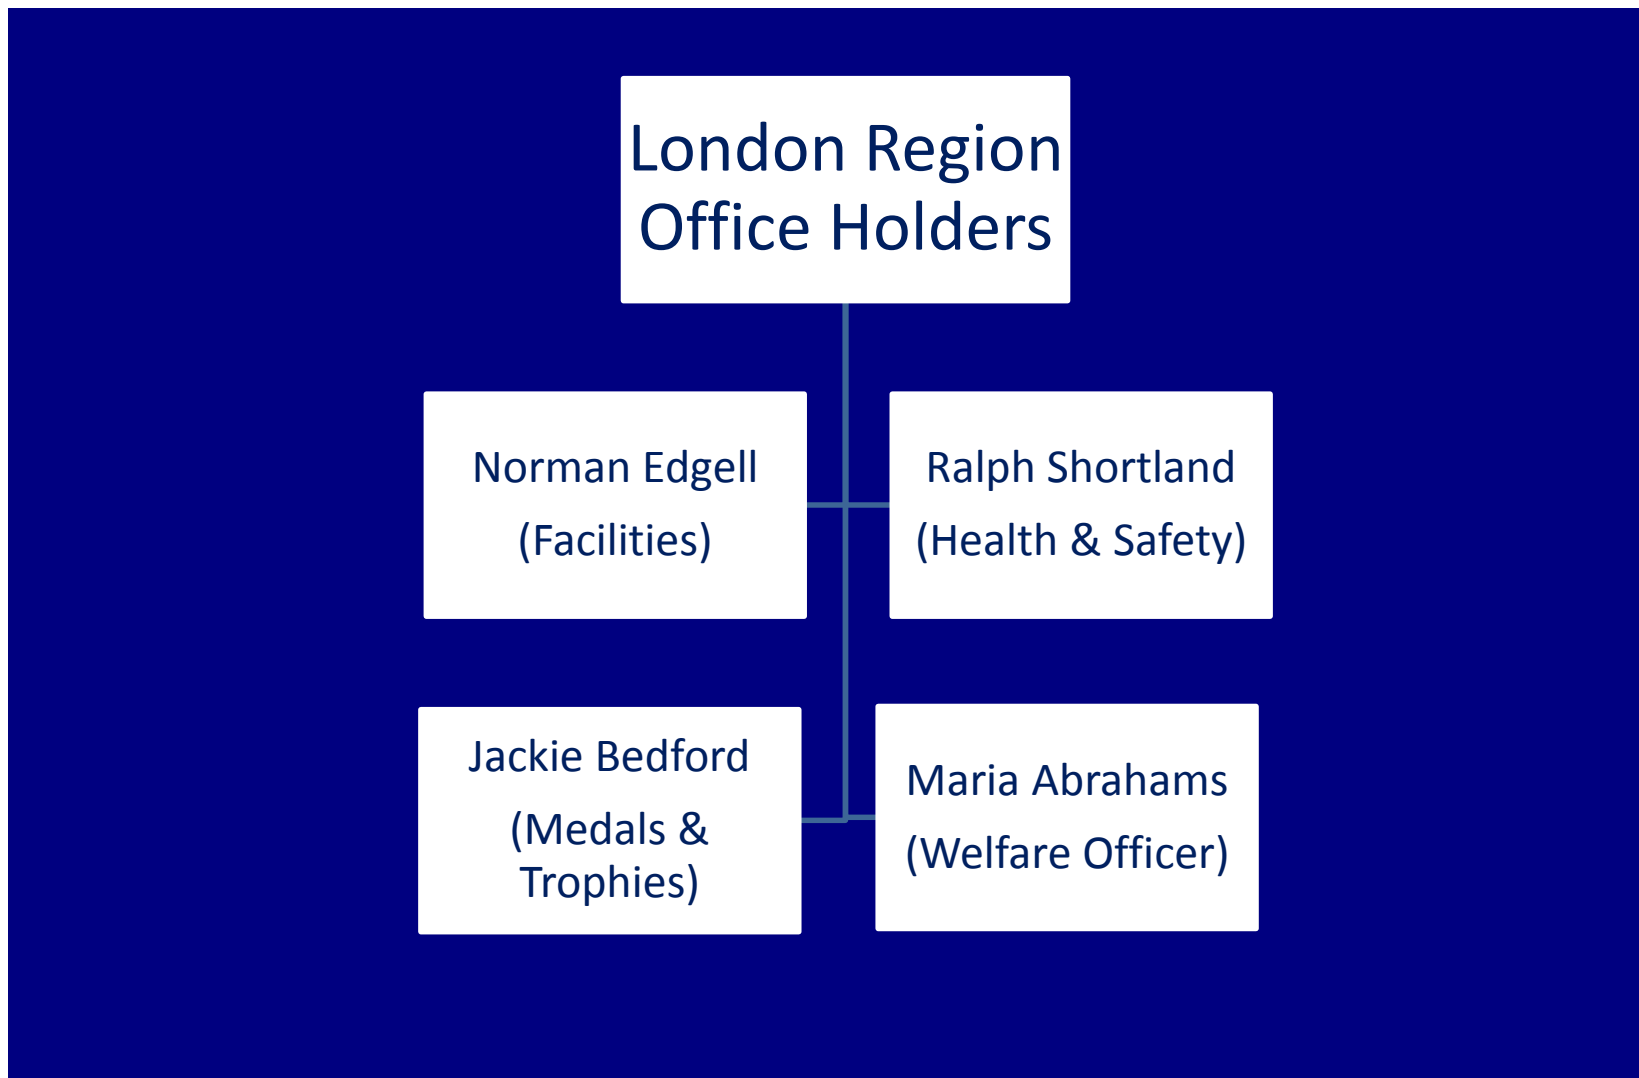 London Region
Office Holders
Norman Edgell
(Facilities)
Ralph Shortland
(Health & Safety)
Jackie Bedford
(Medals &
Trophies)
Maria Abrahams
(Welfare Officer)